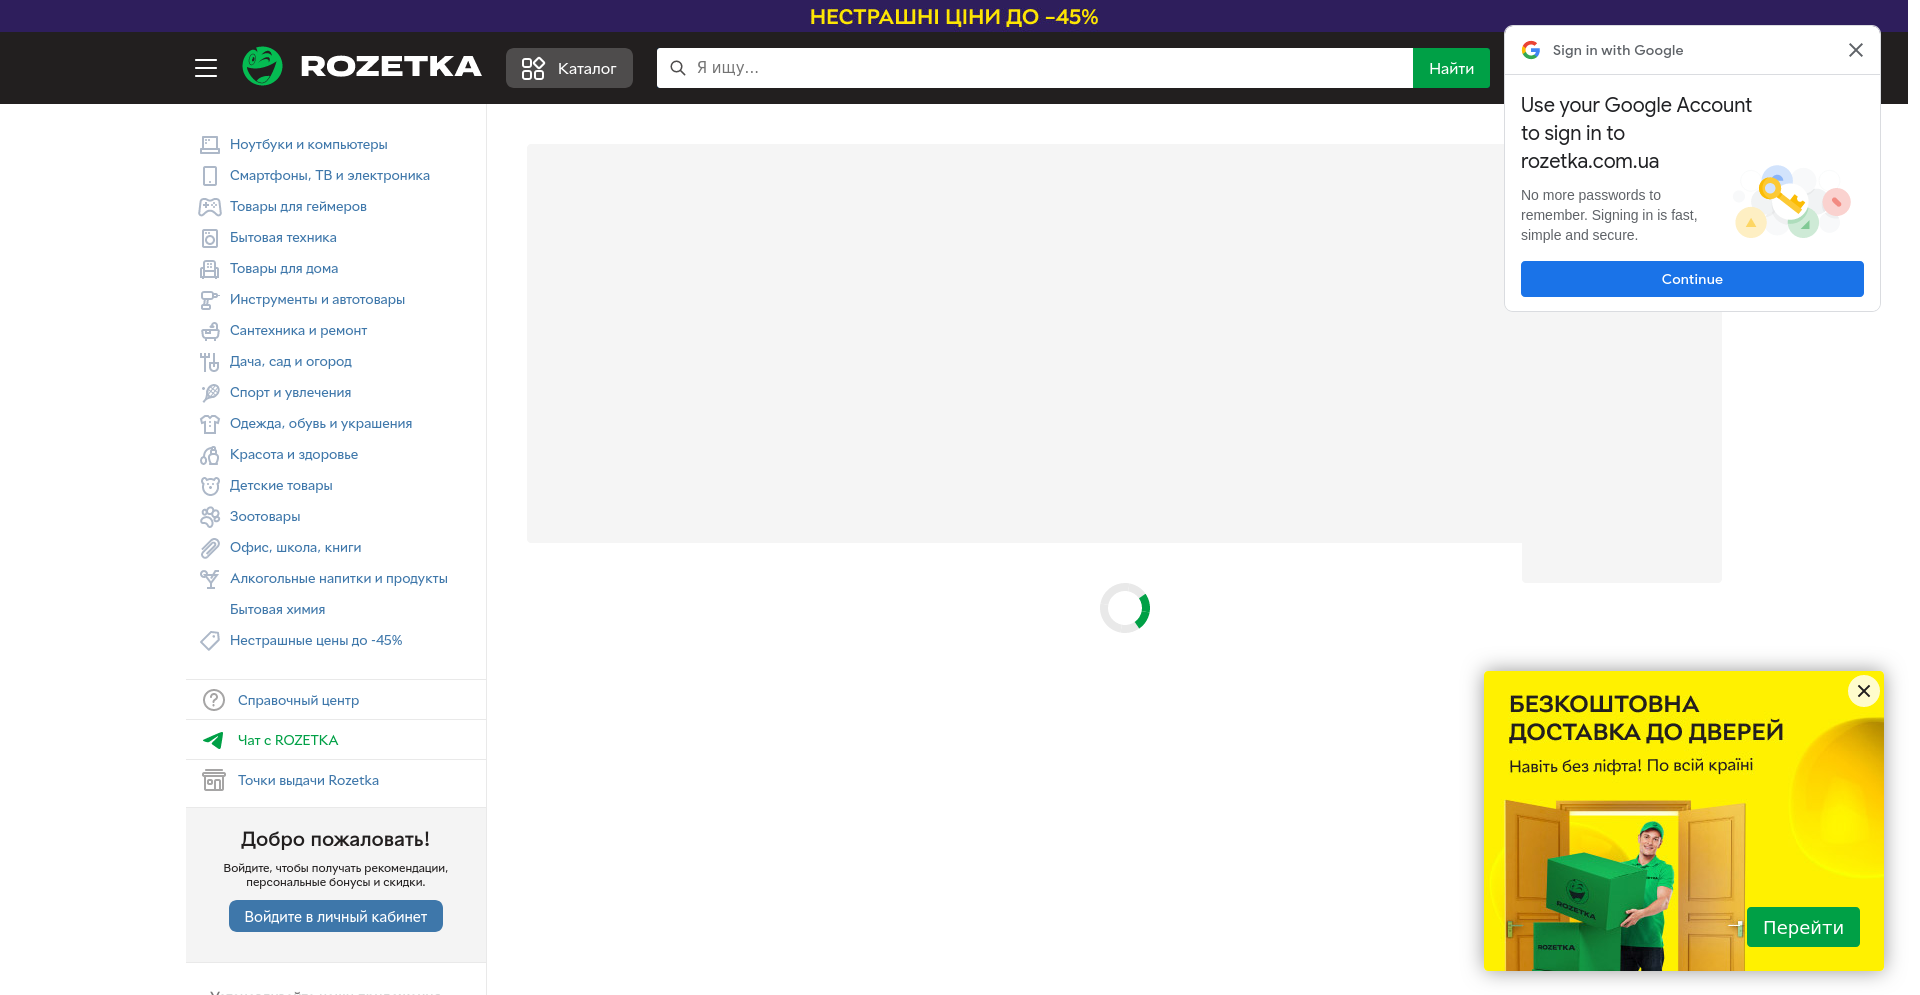 НЕСТРАШНІ ЦІНИ ДО –45%
ROZETKA
Каталог
Я ищу...
Найти
Sign in with Google
Use your Google Account
to sign in to
rozetka.com.ua
No more passwords to
remember. Signing in is fast,
simple and secure.
Continue
Ноутбуки и компьютеры
Смартфоны, ТВ и электроника
Товары для геймеров
Бытовая техника
Товары для дома
Инструменты и автотовары
Сантехника и ремонт
Дача, сад и огород
Спорт и увлечения
Одежда, обувь и украшения
Красота и здоровье
Детские товары
Зоотовары
Офис, школа, книги
Алкогольные напитки и продукты
Бытовая химия
Нестрашные цены до -45%
Справочный центр
Чат с ROZETKA
Точки выдачи Rozetka
Добро пожаловать!
Войдите, чтобы получать рекомендации,
персональные бонусы и скидки.
Войдите в личный кабинет
БЕЗКОШТОВНА
ДОСТАВКА ДО ДВЕРЕЙ
Навіть без ліфта! По всій країні
ROZETKA
ROZETKA
Перейти